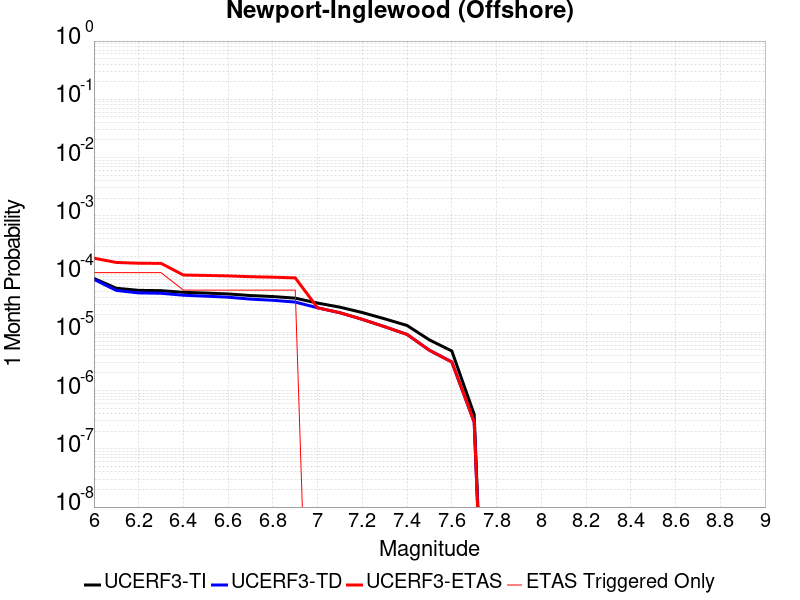 Newport-Inglewood (Offshore)
10^0
10^-1
10^-2
10^-3
10^-4
10^-5
10^-6
10^-7
10^-8
1 Month Probability
6 6.2 6.4 6.6 6.8 7 7.2 7.4 7.6 7.8 8 8.2 8.4 8.6 8.8 9
Magnitude
UCERF3-TI UCERF3-TD UCERF3-ETAS ETAS Triggered Only